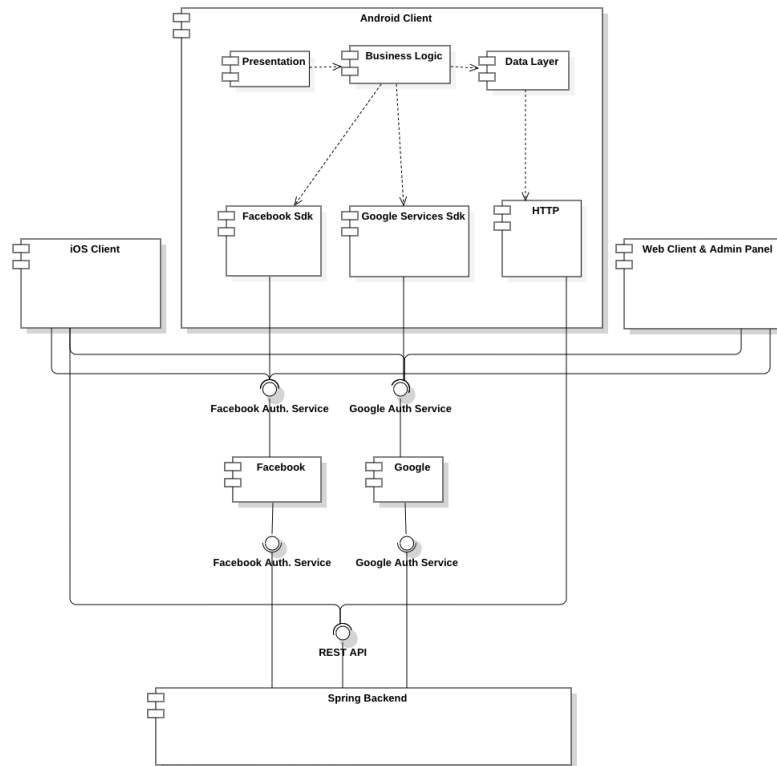 Android Client
Presentation
Business Logic
Data Layer
Facebook Sdk
Google Services Sdk
HTTP
iOS Client
Web Client & Admin Panel
Facebook Auth. Service
Google Auth Service
Facebook
Google
Facebook Auth. Service
Google Auth Service
REST API
Spring Backend